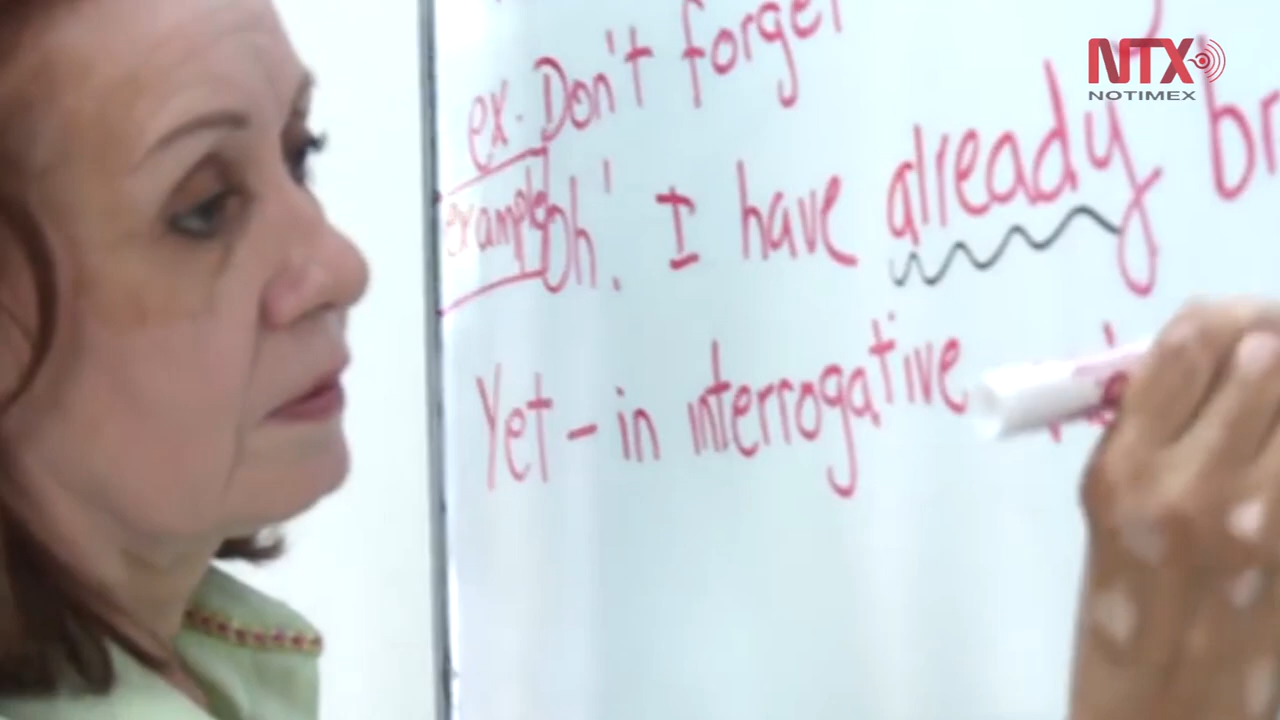 NTX
NOTIMEX
ex. Don't forget
example Oh! I have already br
Yet - in interrogative